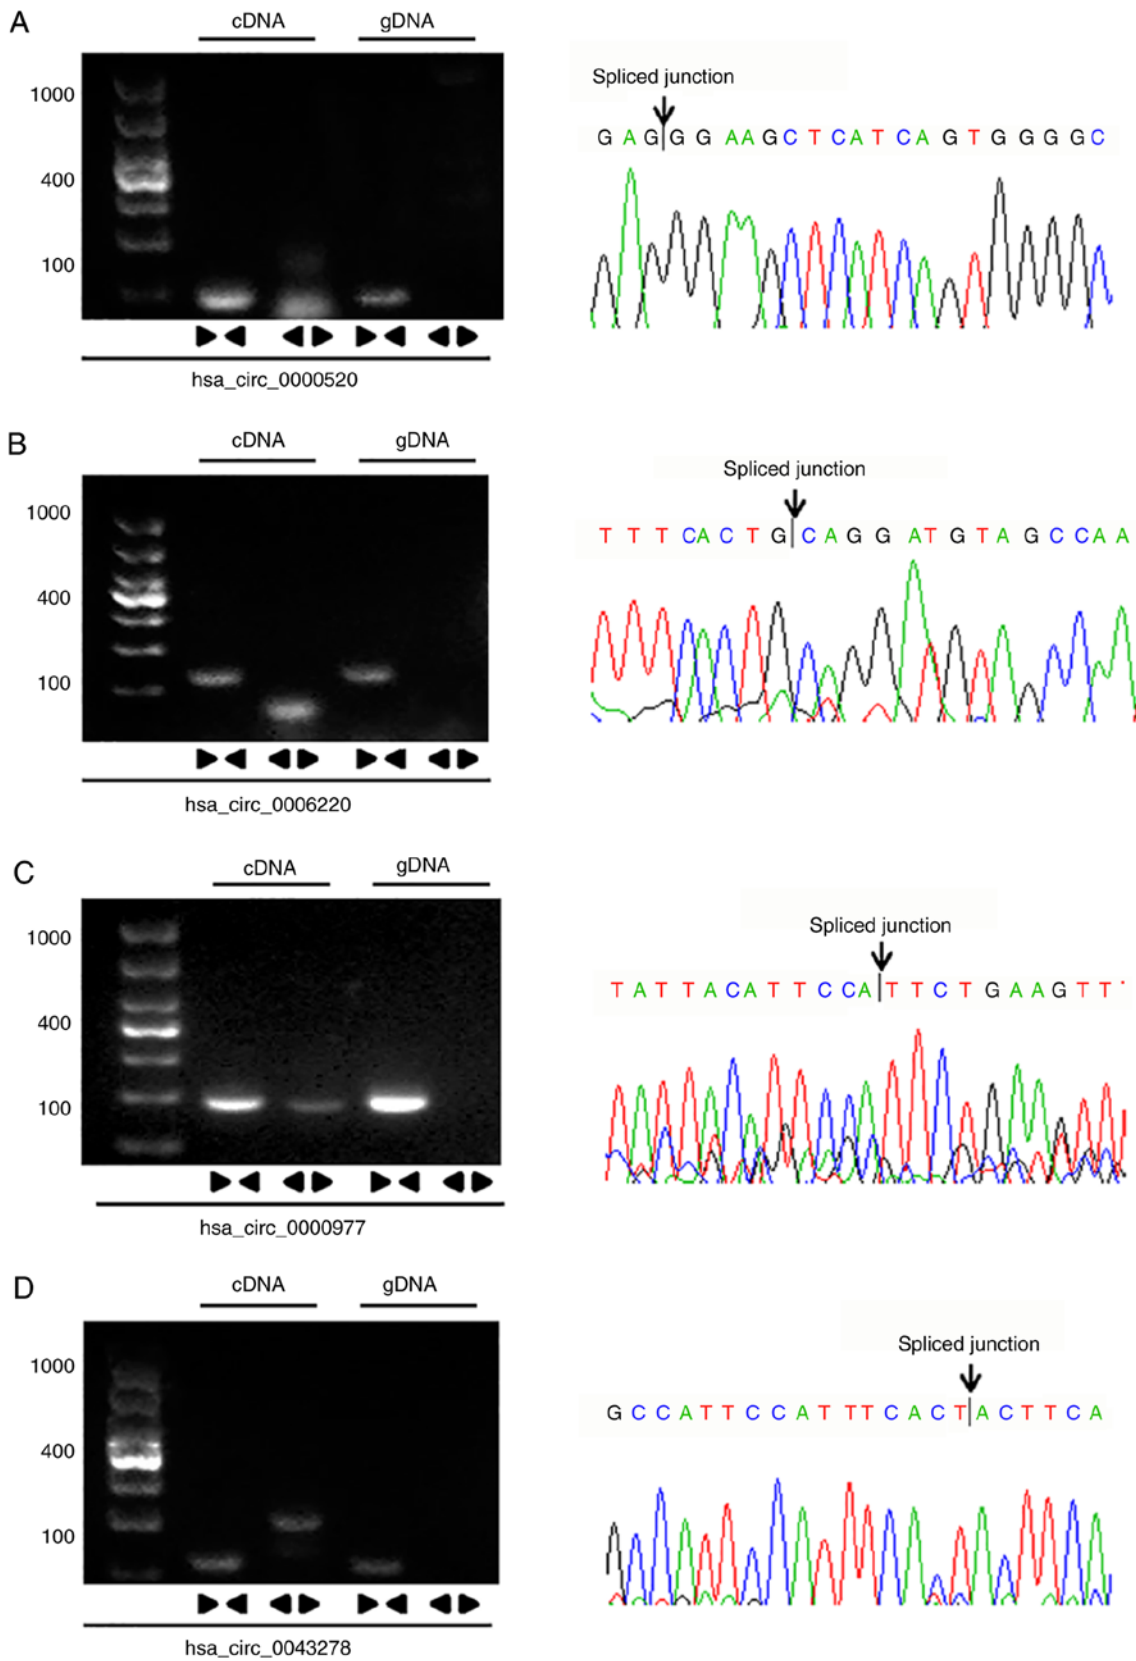 A
cDNA gDNA
1000
400
100
hsa_circ_0000520
Spliced junction
G A G G G A A G C T C A T C A G T G G G G C
B
cDNA gDNA
1000
400
100
hsa_circ_0006220
Spliced junction
T T T C A C T G C A G G A T G T A G C C A A
C
cDNA gDNA
1000
400
100
hsa_circ_0000977
Spliced junction
T A T T A C A T T C C A T T C T G A A G T T
D
cDNA gDNA
1000
400
100
hsa_circ_0043278
Spliced junction
G C C A T T C C A T T T C A C T A C T T C A